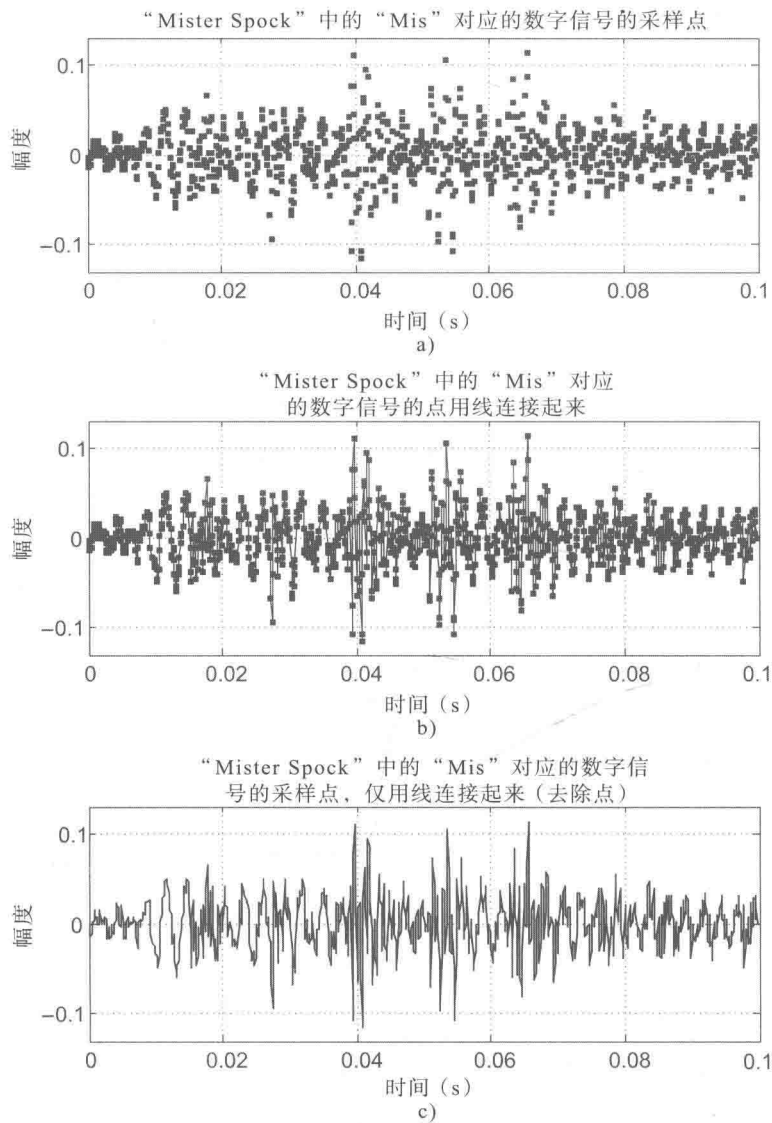 “Mister Spock”中的“Mis”对应的数字信号的采样点
0.1
0
−0.1
幅度
0 0.02 0.04 0.06 0.08 0.1
时间（s）
a)
“Mister Spock”中的“Mis”对应
的数字信号的点用线连接起来
0.1
0
−0.1
幅度
0 0.02 0.04 0.06 0.08 0.1
时间（s）
b)
“Mister Spock”中的“Mis”对应的数字信
号的采样点，仅用线连接起来（去除点）
0.1
0
−0.1
幅度
0 0.02 0.04 0.06 0.08 0.1
时间（s）
c)